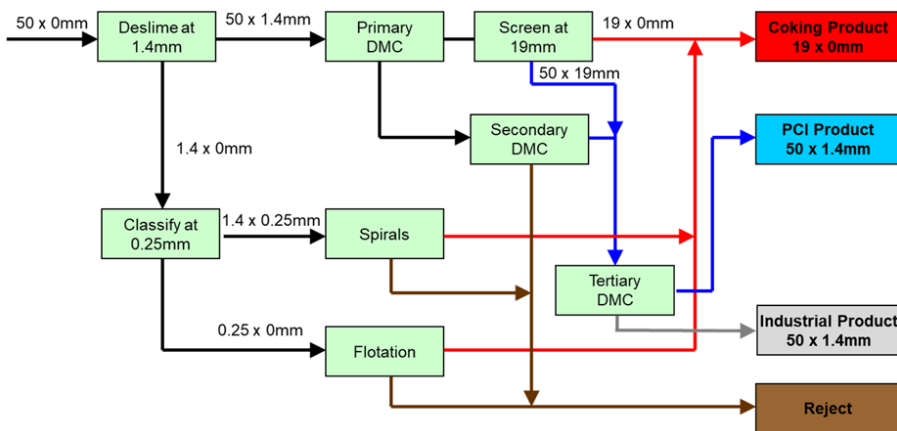 50 x 0mm
Deslime at
1.4mm
50 x 1.4mm
Primary
DMC
Screen at
19mm
19 x 0mm
Coking Product
19 x 0mm
50 x 19mm
Secondary
DMC
PCI Product
50 x 1.4mm
1.4 x 0mm
Classify at
0.25mm
1.4 x 0.25mm
Spirals
Tertiary
DMC
Industrial Product
50 x 1.4mm
0.25 x 0mm
Flotation
Reject